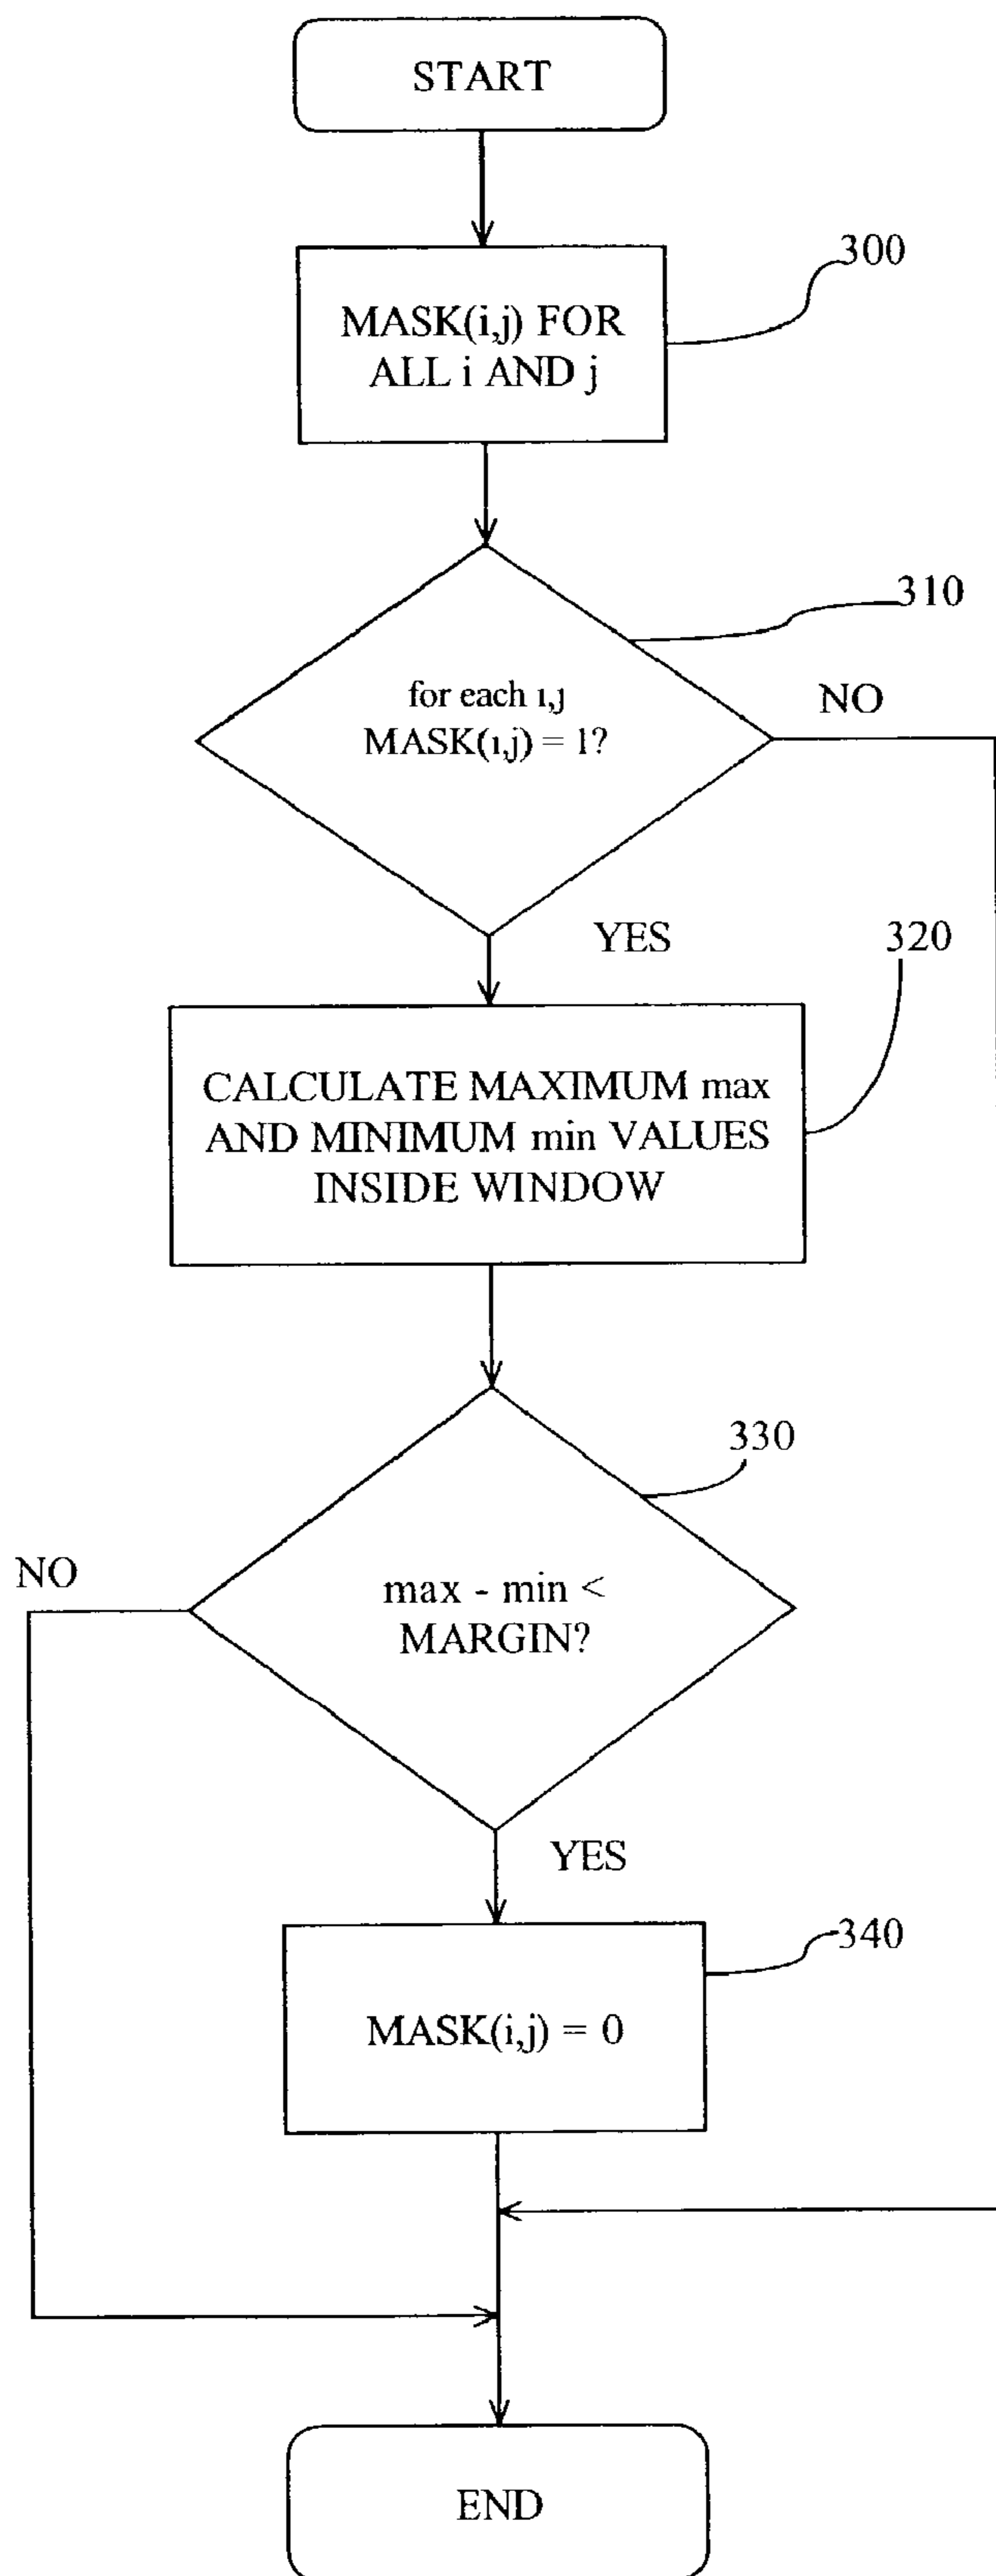 START
300
MASK(i,j) FOR
ALL i AND j
310
for each i,j
MASK(i,j) = 1?
NO
YES
320
CALCULATE MAXIMUM max
AND MINIMUM min VALUES
INSIDE WINDOW
330
NO
max - min <
MARGIN?
YES
340
MASK(i,j) = 0
END